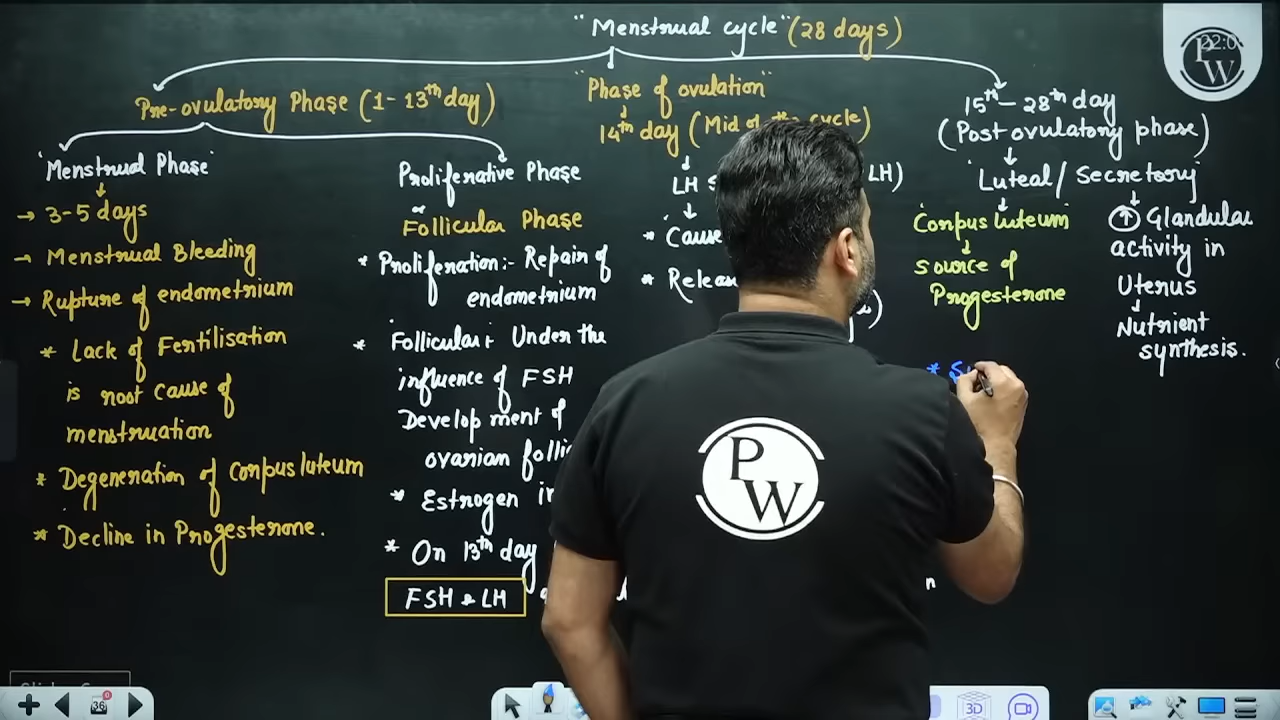 "Menstrual cycle" (28 days)
Pre-ovulatory Phase (1-13th day)
"Phase of ovulation"
14th day (Mid of the cycle)
15th - 28th day
(Post ovulatory phase)
"Menstrual Phase"
→ 3-5 days
→ Menstrual Bleeding
→ Rupture of endometrium
* Lack of Fertilisation
is root cause of
menstruation
* Degeneration of corpus luteum
* Decline in Progesterone.
Proliferative Phase
Follicular Phase
* Proliferation:- Repair of
endometrium
* Follicular:- Under the
influence of FSH
Development of
ovarian
* Estrogen
* On 13th day
FSH & LH
LH
LH)
* Cause
*
Luteal / Secretory
"Corpus luteum"
source of
Progesterone
↑ Glandular
activity in
Uterus
Nutrient
synthesis.
*
n
PW
PW
36
3D